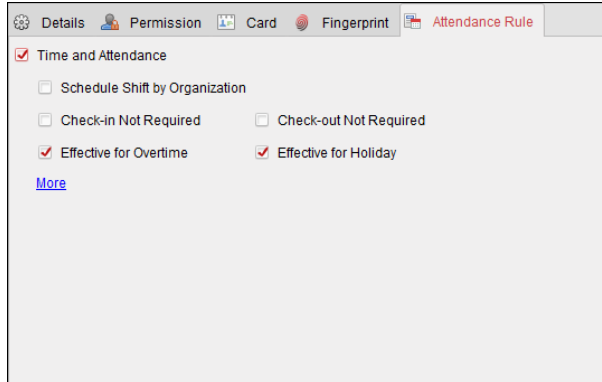 Details Permission Card Fingerprint Attendance Rule
Time and Attendance
Schedule Shift by Organization
Check-in Not Required Check-out Not Required
Effective for Overtime Effective for Holiday
More